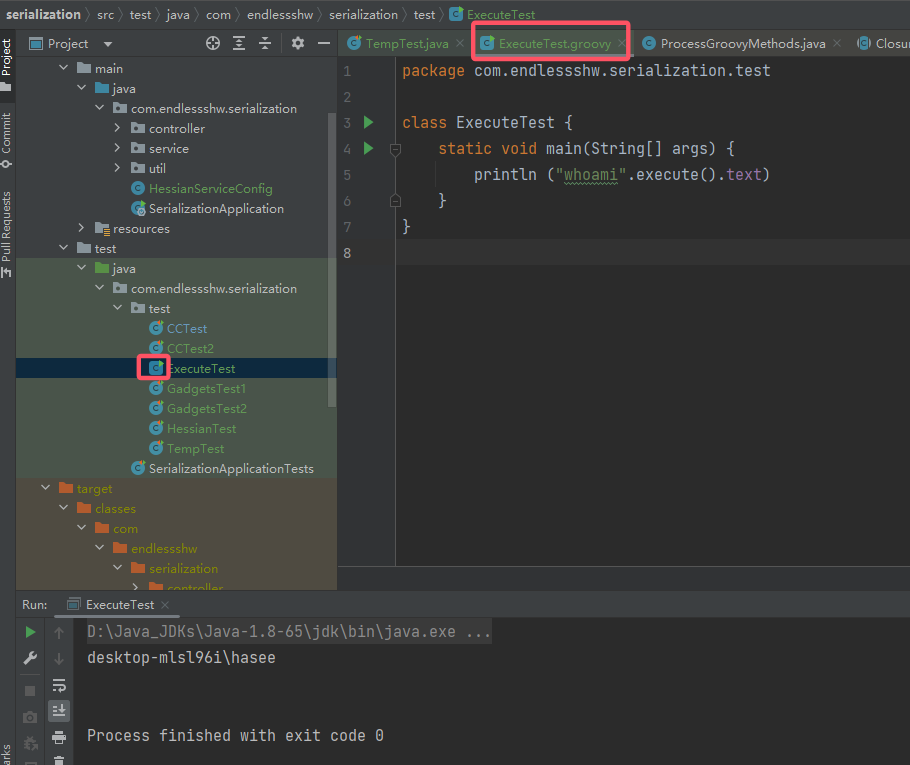 serialization › src › test › java › com › endlessshw › serialization › test › ExecuteTest
Project
Commit
Pull Requests
Project
main
java
com.endlessshw.serialization
controller
service
util
HessianServiceConfig
SerializationApplication
resources
test
java
com.endlessshw.serialization
test
CCTest
CCTest2
ExecuteTest
GadgetsTest1
GadgetsTest2
HessianTest
TempTest
SerializationApplicationTests
target
classes
com
endlessshw
serialization
controller
TempTest.java
ExecuteTest.groovy
ProcessGroovyMethods.java
Closu
1 package com.endlessshw.serialization.test
2
3 class ExecuteTest {
4 static void main(String[] args) {
5 println ("whoami".execute().text)
6 }
7 }
8
Run: ExecuteTest
D:\Java_JDKs\Java-1.8-65\jdk\bin\java.exe ...
desktop-mlsl96i\hasee
Process finished with exit code 0